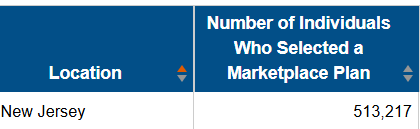 Location
Number of Individuals
Who Selected a
Marketplace Plan
New Jersey
513,217